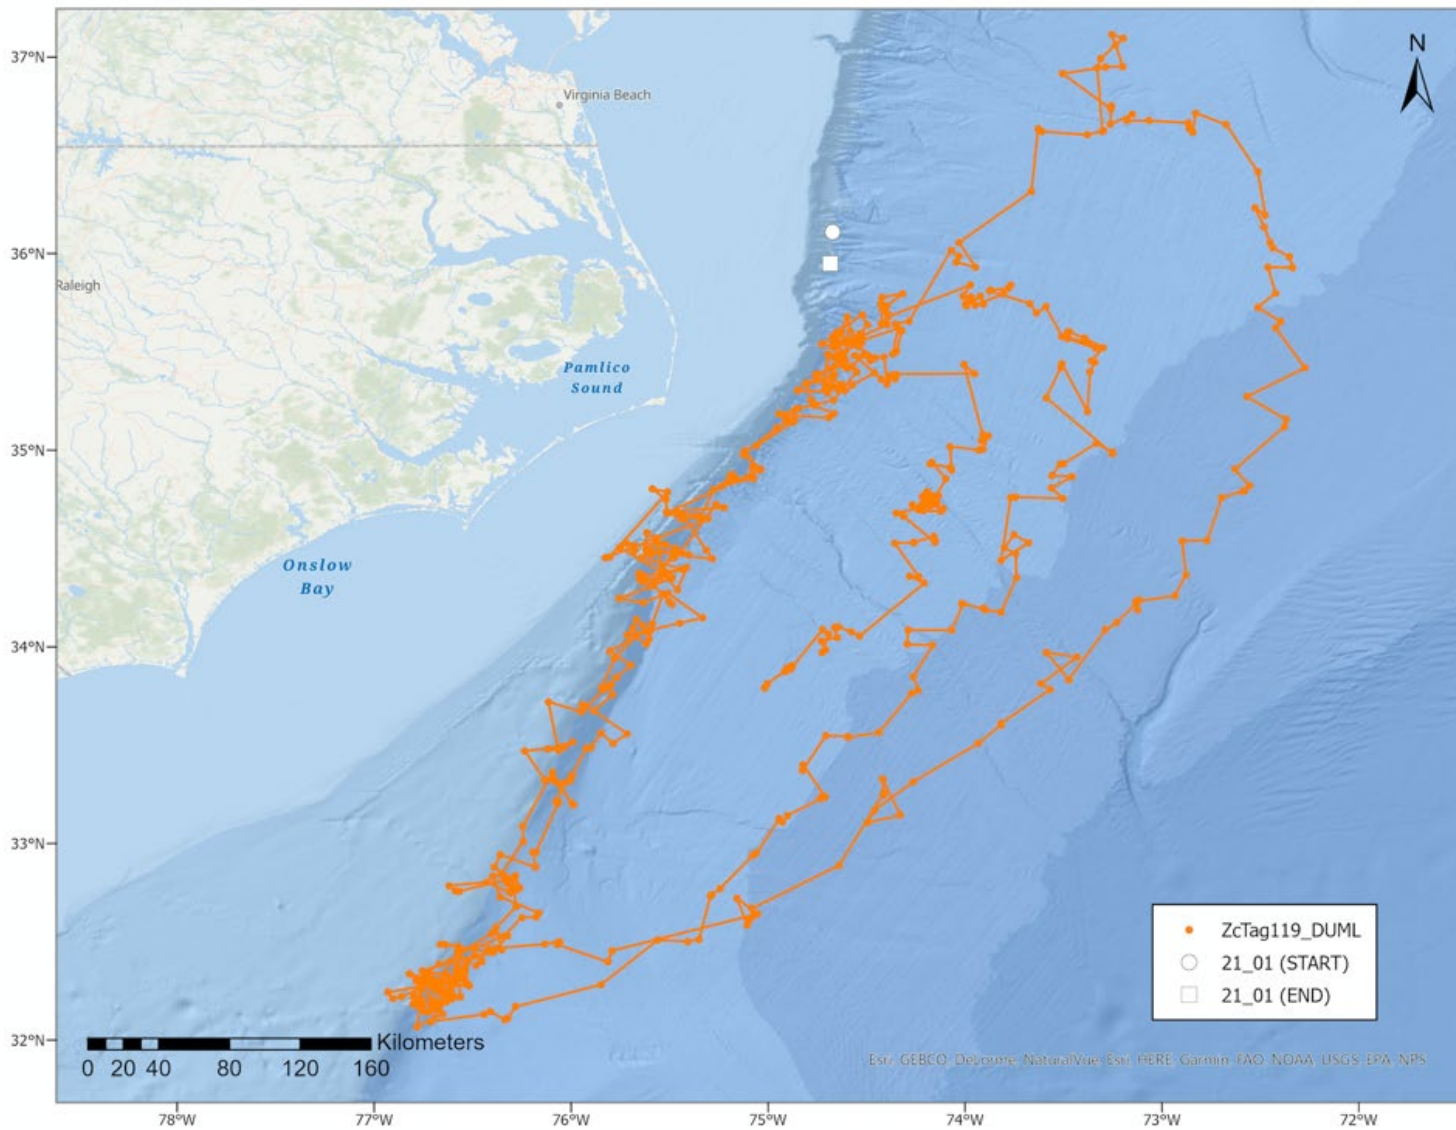 37°N
N
Virginia Beach
36°N
Raleigh
Pamlico
Sound
35°N
Onslow
Bay
34°N
33°N
ZcTag119_DUML
21_01 (START)
21_01 (END)
32°N
Kilometers
0 20 40 80 120 160
Esri, GEBCO, DeLorme, NaturalVue, Esri, HERE, Garmin, FAO, NOAA, USGS, EPA, NPS
78°W 77°W 76°W 75°W 74°W 73°W 72°W